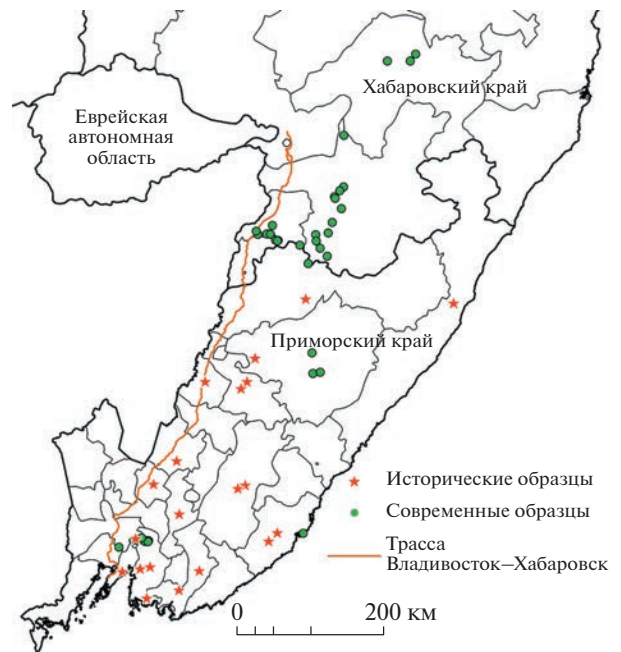 Хабаровский край
Еврейская
автономная
область
Приморский край
Исторические образцы
Современные образцы
Трасса
Владивосток–Хабаровск
0 200 км